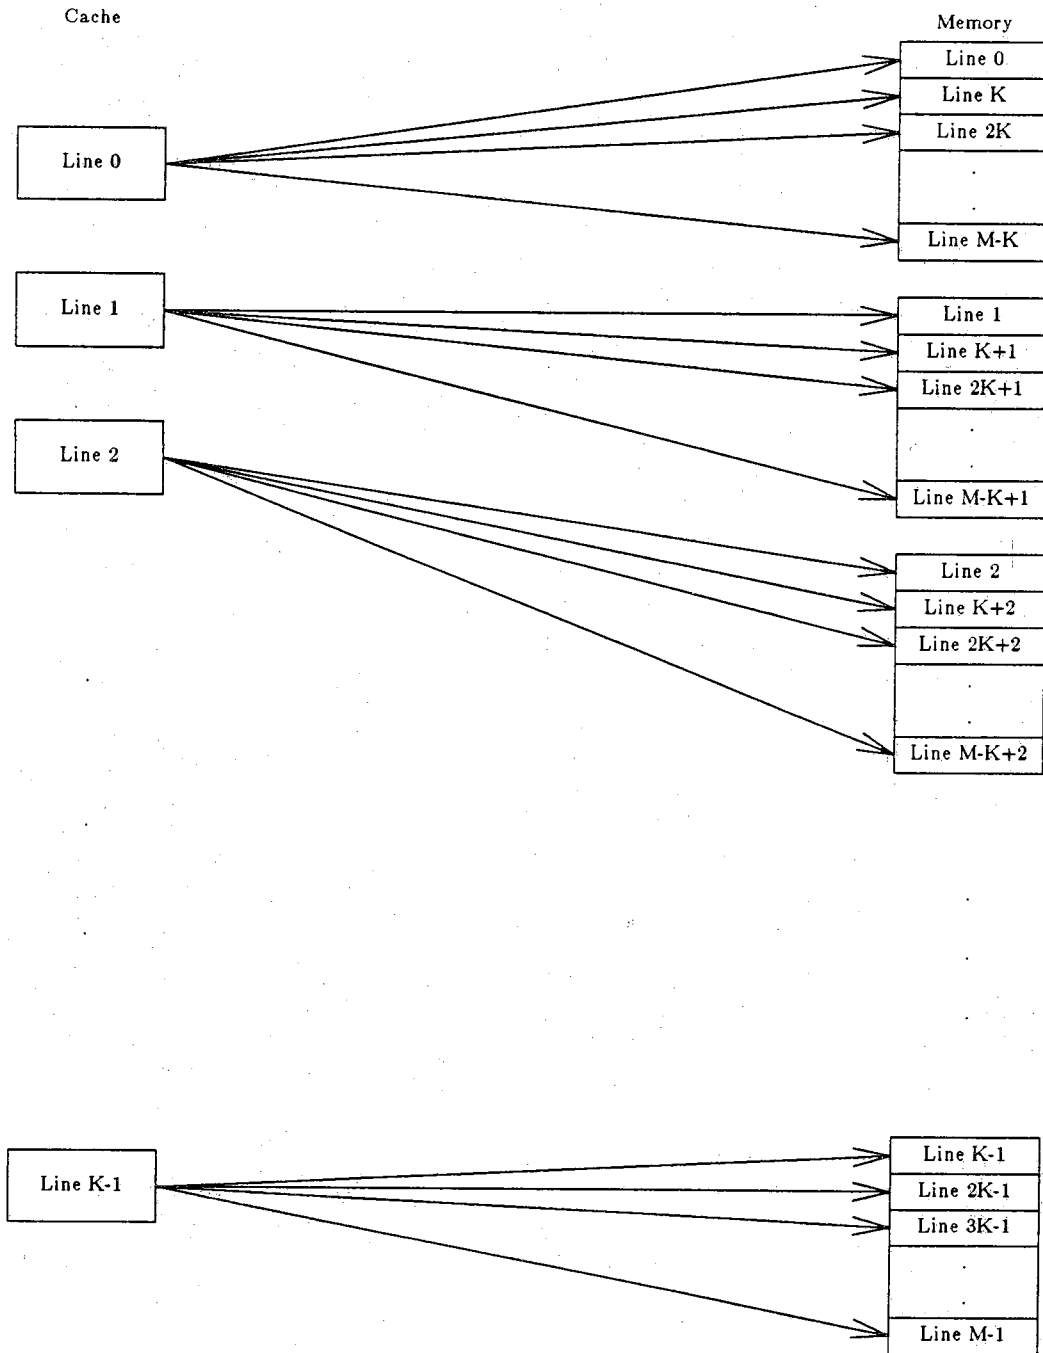 Cache
Memory
Line 0
Line K
Line 2K
.
.
Line M-K
Line 0
Line 1
Line 1
Line K+1
Line 2K+1
.
.
Line M-K+1
Line 2
Line 2
Line K+2
Line 2K+2
.
.
Line M-K+2
Line K-1
Line K-1
Line 2K-1
Line 3K-1
.
.
Line M-1